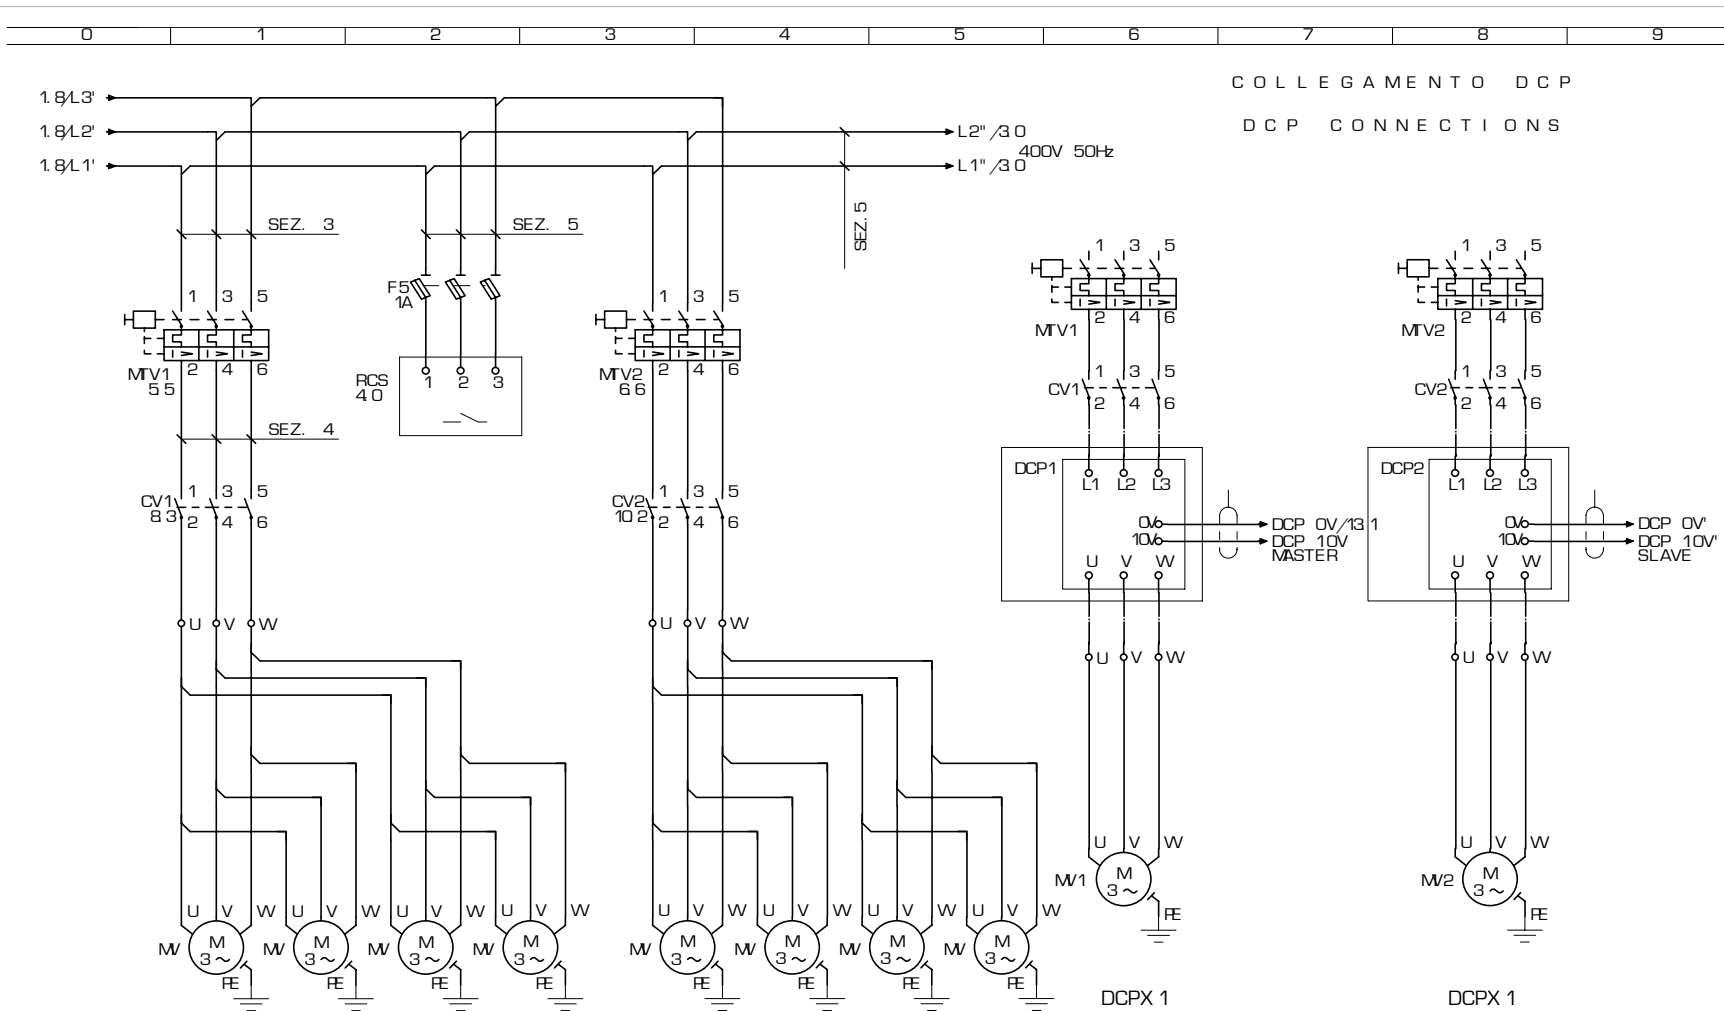 0 1 2 3 4 5 6 7 8 9
COLLEGAMENTO DCP
DCP CONNECTIONS
1.8/L3'
1.8/L2'
1.8/L1'
L2"/3.0
400V 50Hz
L1"/3.0
SEZ. 3
SEZ. 5
SEZ. 5
1 3 5
MTV1
5.5
2 4 6
F5
1A
RCS
4.0
1 2 3
1 3 5
MTV2
6.6
2 4 6
SEZ. 4
1 3 5
CV1
8.3
2 4 6
1 3 5
CV2
10.2
2 4 6
U V W
U V W
1 3 5
MTV1
2 4 6
1 3 5
CV1
2 4 6
DCP1
L1 L2 L3
0V
10V
DCP 0V/13.1
DCP 10V
MASTER
U V W
U V W
U V W
MV1
M
3~
PE
DCPX 1
1 3 5
MTV2
2 4 6
1 3 5
CV2
2 4 6
DCP2
L1 L2 L3
0V
10V
DCP 0V'
DCP 10V'
SLAVE
U V W
U V W
U V W
MV2
M
3~
PE
DCPX 1
U V W U V W U V W U V W U V W U V W U V W U V W
MV M MV M MV M MV M MV M MV M MV M MV M
3~ 3~ 3~ 3~ 3~ 3~ 3~ 3~
PE PE PE PE PE PE PE PE